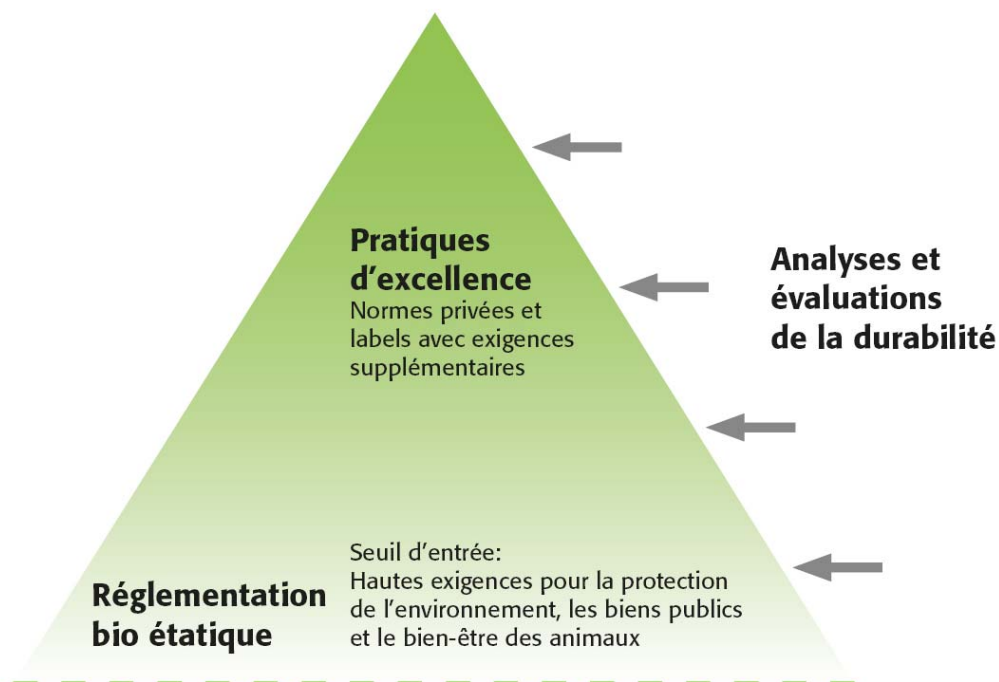 Pratiques
d’excellence
Normes privées et
labels avec exigences
supplémentaires
Analyses et
évaluations
de la durabilité
Réglementation
bio étatique
Seuil d’entrée:
Hautes exigences pour la protection
de l’environnement, les biens publics
et le bien-être des animaux